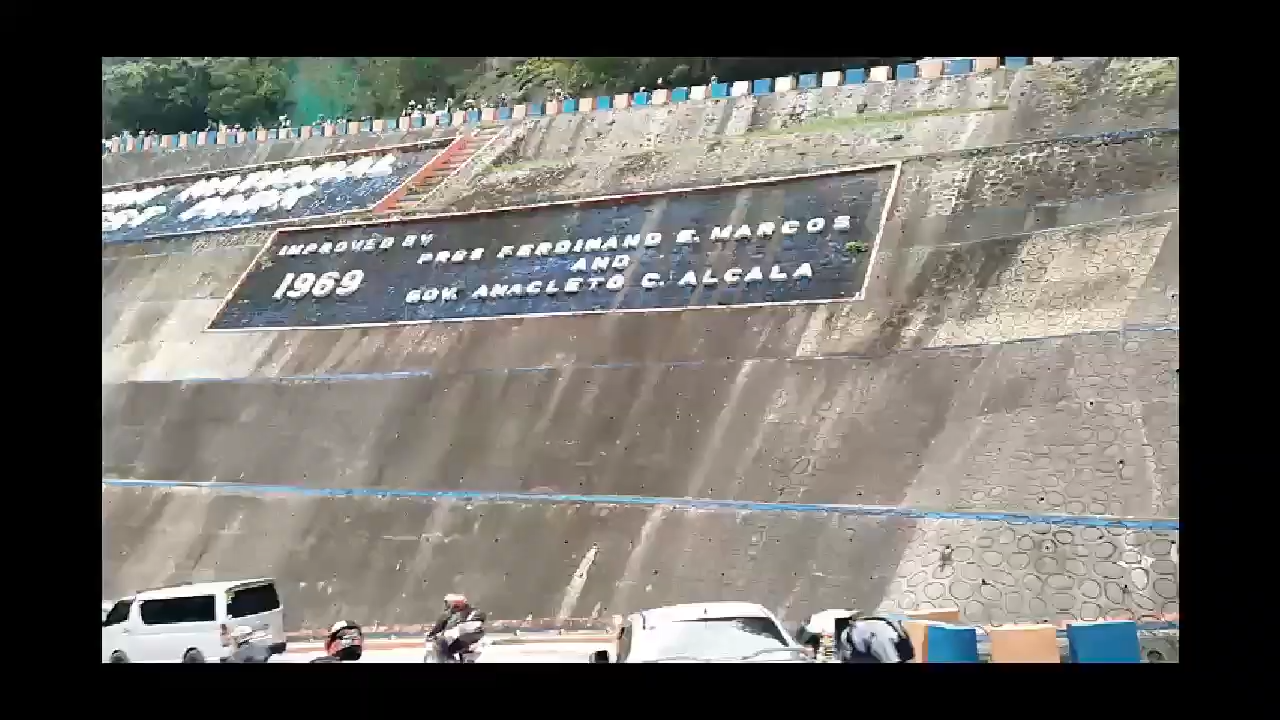 IMPROVED BY
1969
PRES FERDINAND E. MARCOS
AND
GOV. ANACLETO C. ALCALA